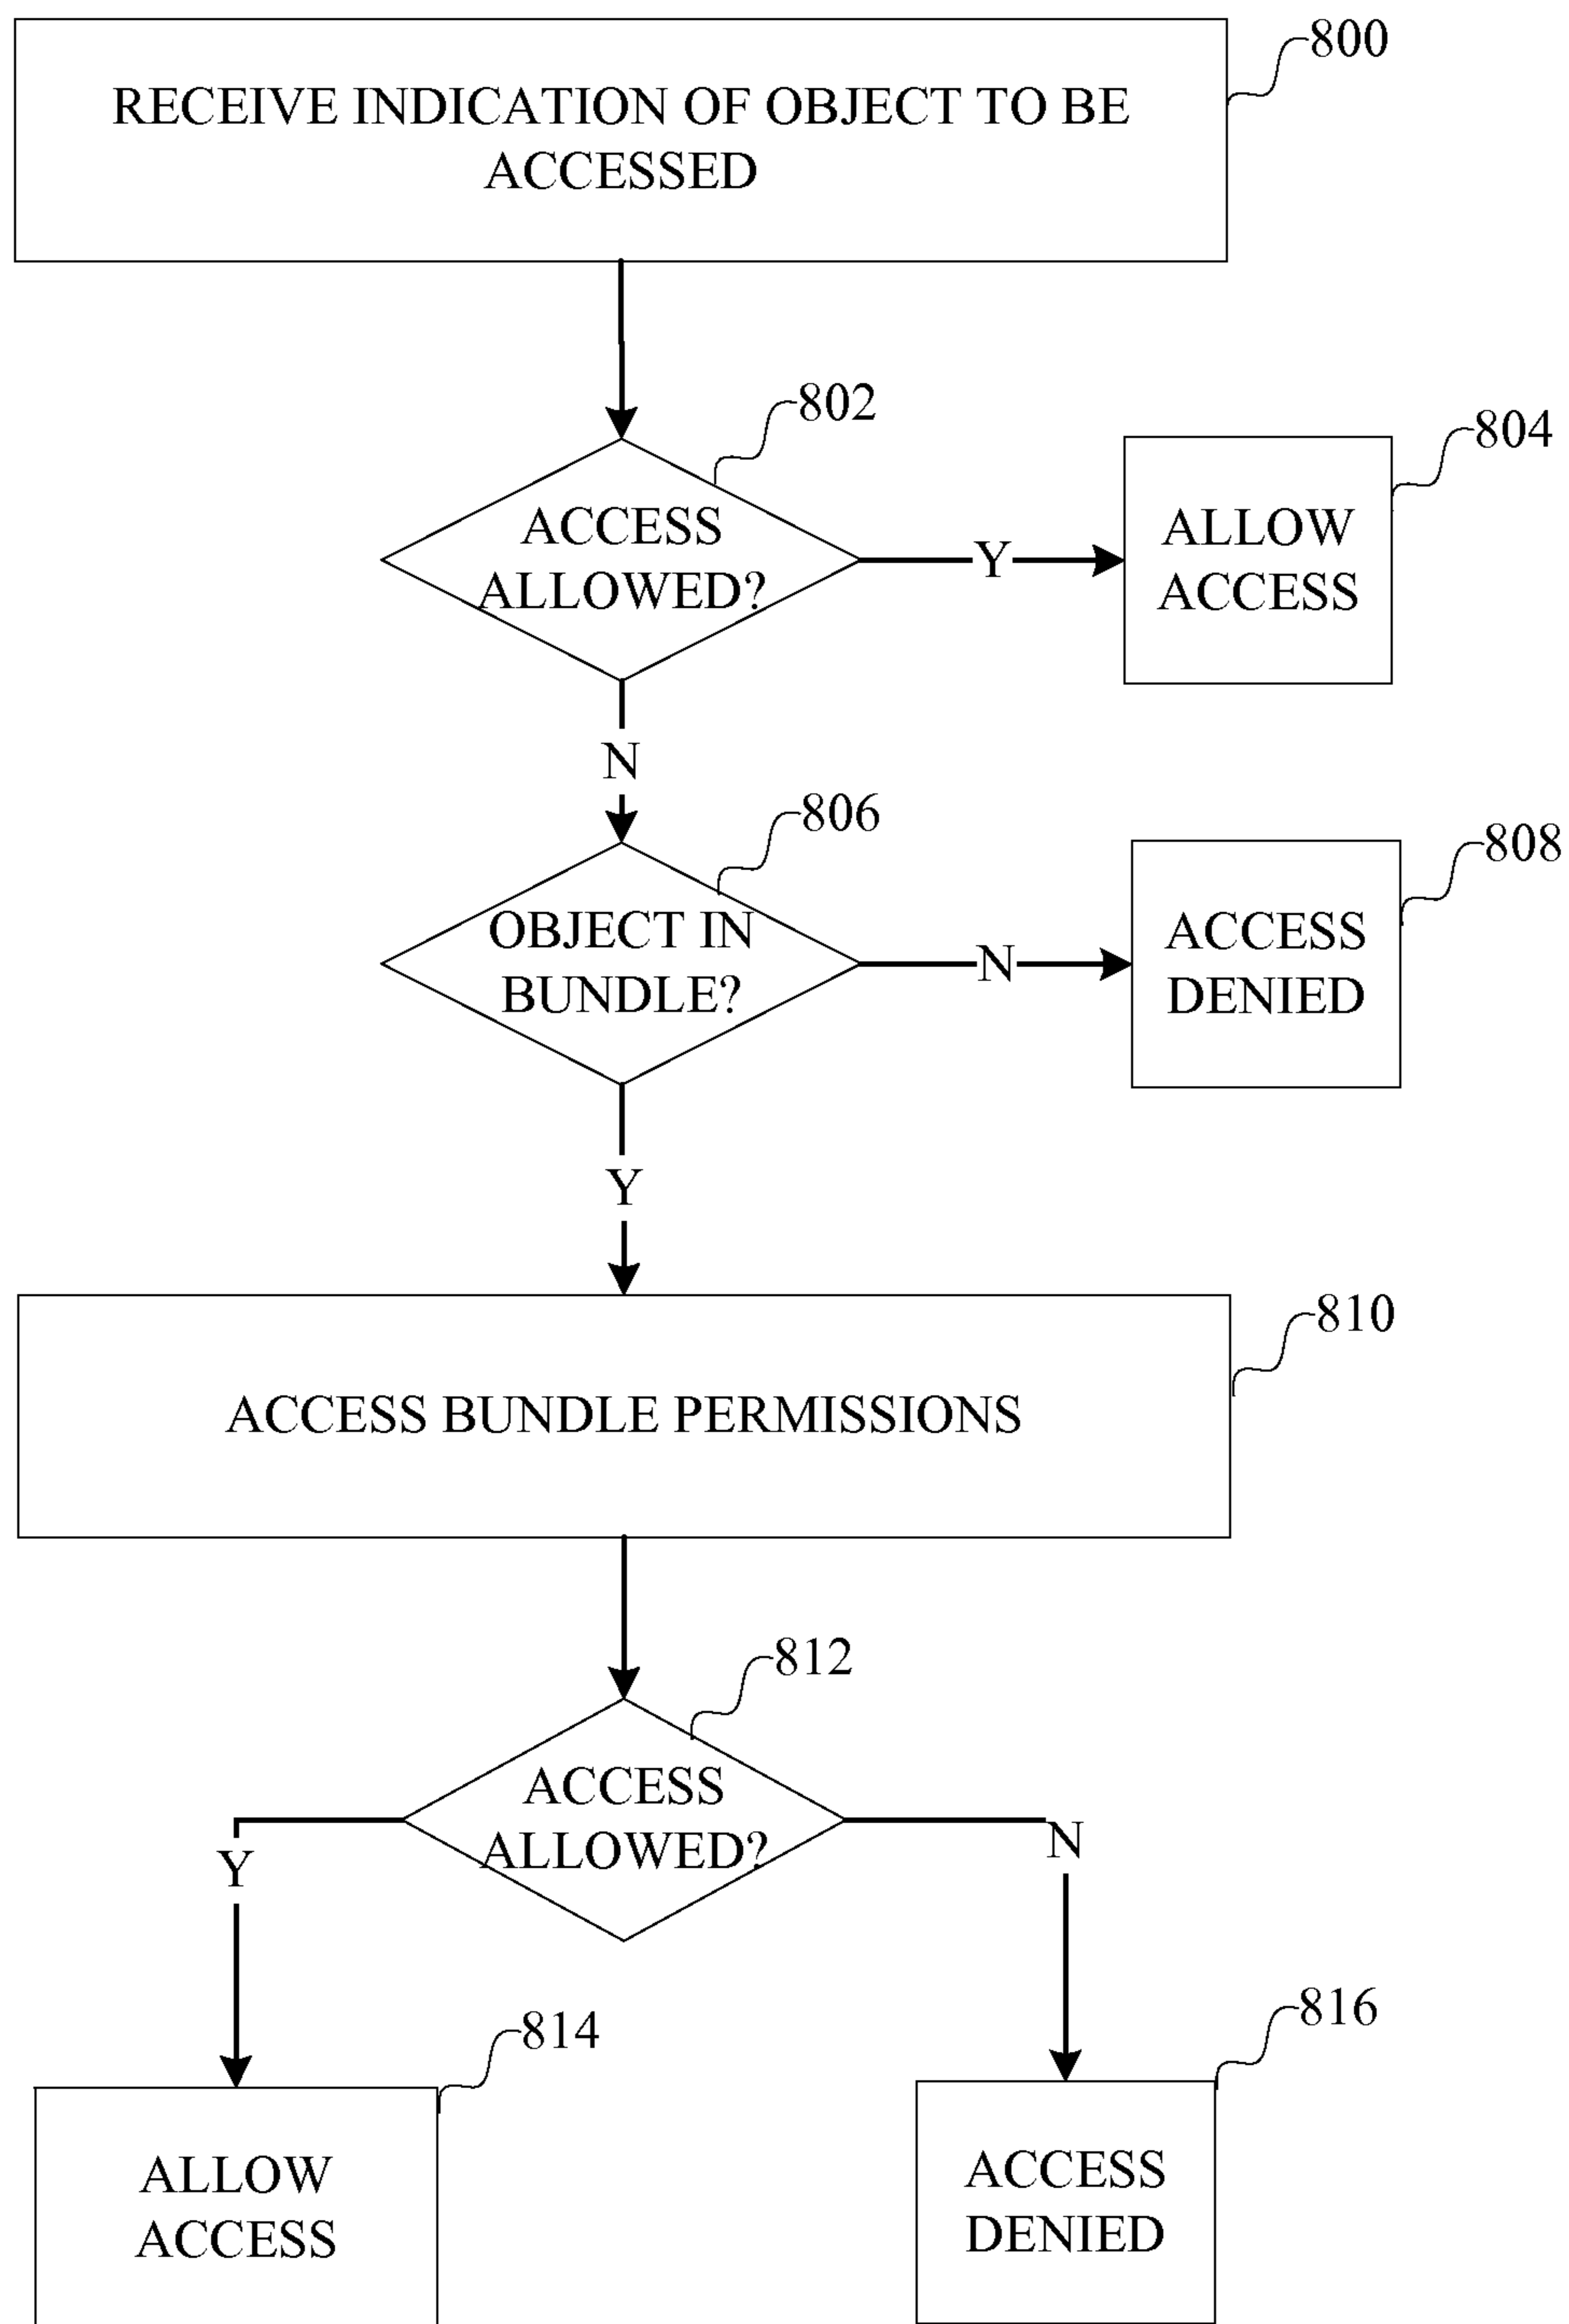 800
RECEIVE INDICATION OF OBJECT TO BE
ACCESSED
802
ACCESS
ALLOWED?
Y
804
ALLOW
ACCESS
N
806
OBJECT IN
BUNDLE?
N
808
ACCESS
DENIED
Y
810
ACCESS BUNDLE PERMISSIONS
812
ACCESS
ALLOWED?
Y
N
814
ALLOW
ACCESS
816
ACCESS
DENIED